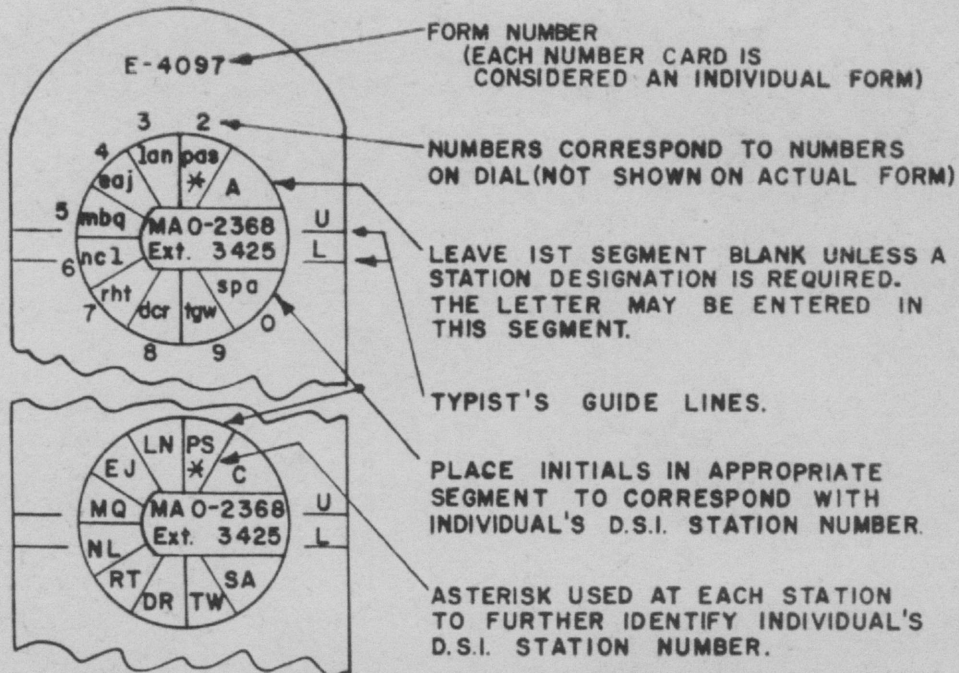 FORM NUMBER
(EACH NUMBER CARD IS
CONSIDERED AN INDIVIDUAL FORM)
E-4097
3 2
NUMBERS CORRESPOND TO NUMBERS
ON DIAL (NOT SHOWN ON ACTUAL FORM)
4 lan pas
eaj * A
5 mbq MA 0-2368 U
6 ncl Ext. 3425 L
LEAVE 1ST SEGMENT BLANK UNLESS A
STATION DESIGNATION IS REQUIRED.
THE LETTER MAY BE ENTERED IN
THIS SEGMENT.
7 rht dcr tgw spa 0
8 9
TYPIST'S GUIDE LINES.
LN PS
EJ * C
MQ MA 0-2368 U
NL Ext. 3425 L
RT DR TW SA
PLACE INITIALS IN APPROPRIATE
SEGMENT TO CORRESPOND WITH
INDIVIDUAL'S D.S.I. STATION NUMBER.
ASTERISK USED AT EACH STATION
TO FURTHER IDENTIFY INDIVIDUAL'S
D.S.I. STATION NUMBER.